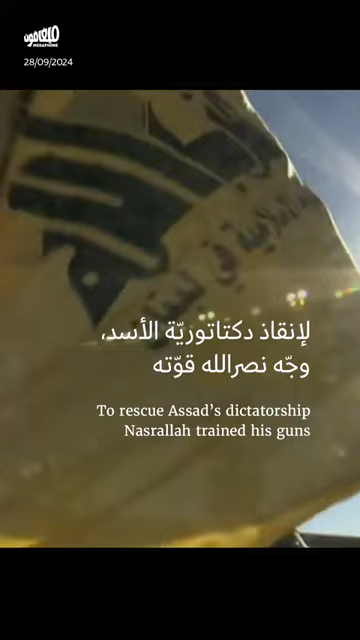 ميغافون
MEGAPHONE
28/09/2024
لإنقاذ دكتاتوريّة الأسد،
وجّه نصرالله قوّته
To rescue Assad's dictatorship
Nasrallah trained his guns